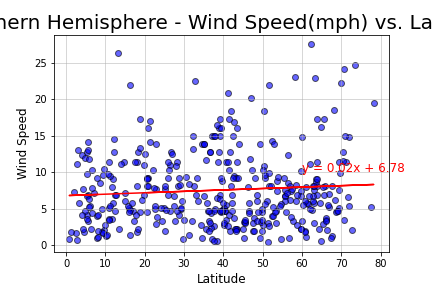 hern Hemisphere - Wind Speed(mph) vs. La
Wind Speed
25
20
15
10
5
0
y = 0.02x + 6.78
0 10 20 30 40 50 60 70 80
Latitude